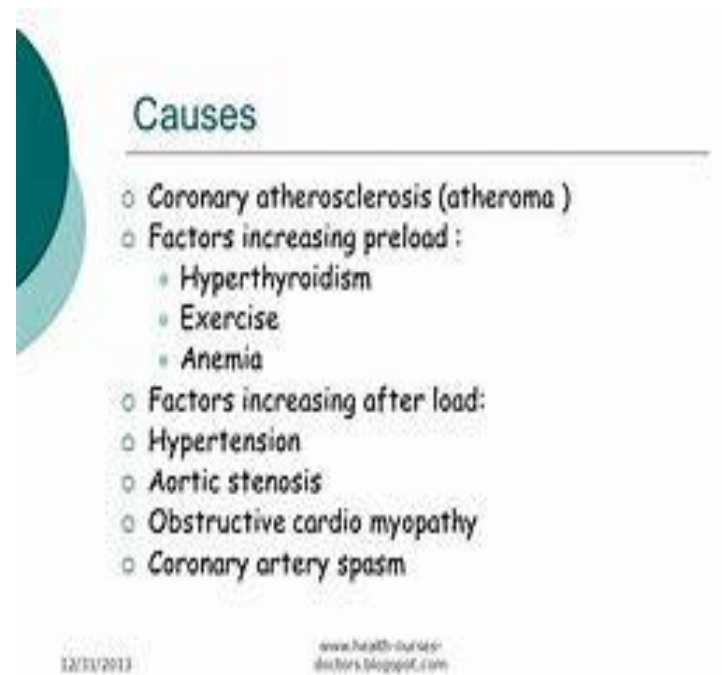 Causes
Coronary atherosclerosis (atheroma )
Factors increasing preload :
Hyperthyroidism
Exercise
Anemia
Factors increasing after load:
Hypertension
Aortic stenosis
Obstructive cardio myopathy
Coronary artery spasm
12/31/2013
www.health-nurses-
doctors.blogspot.com